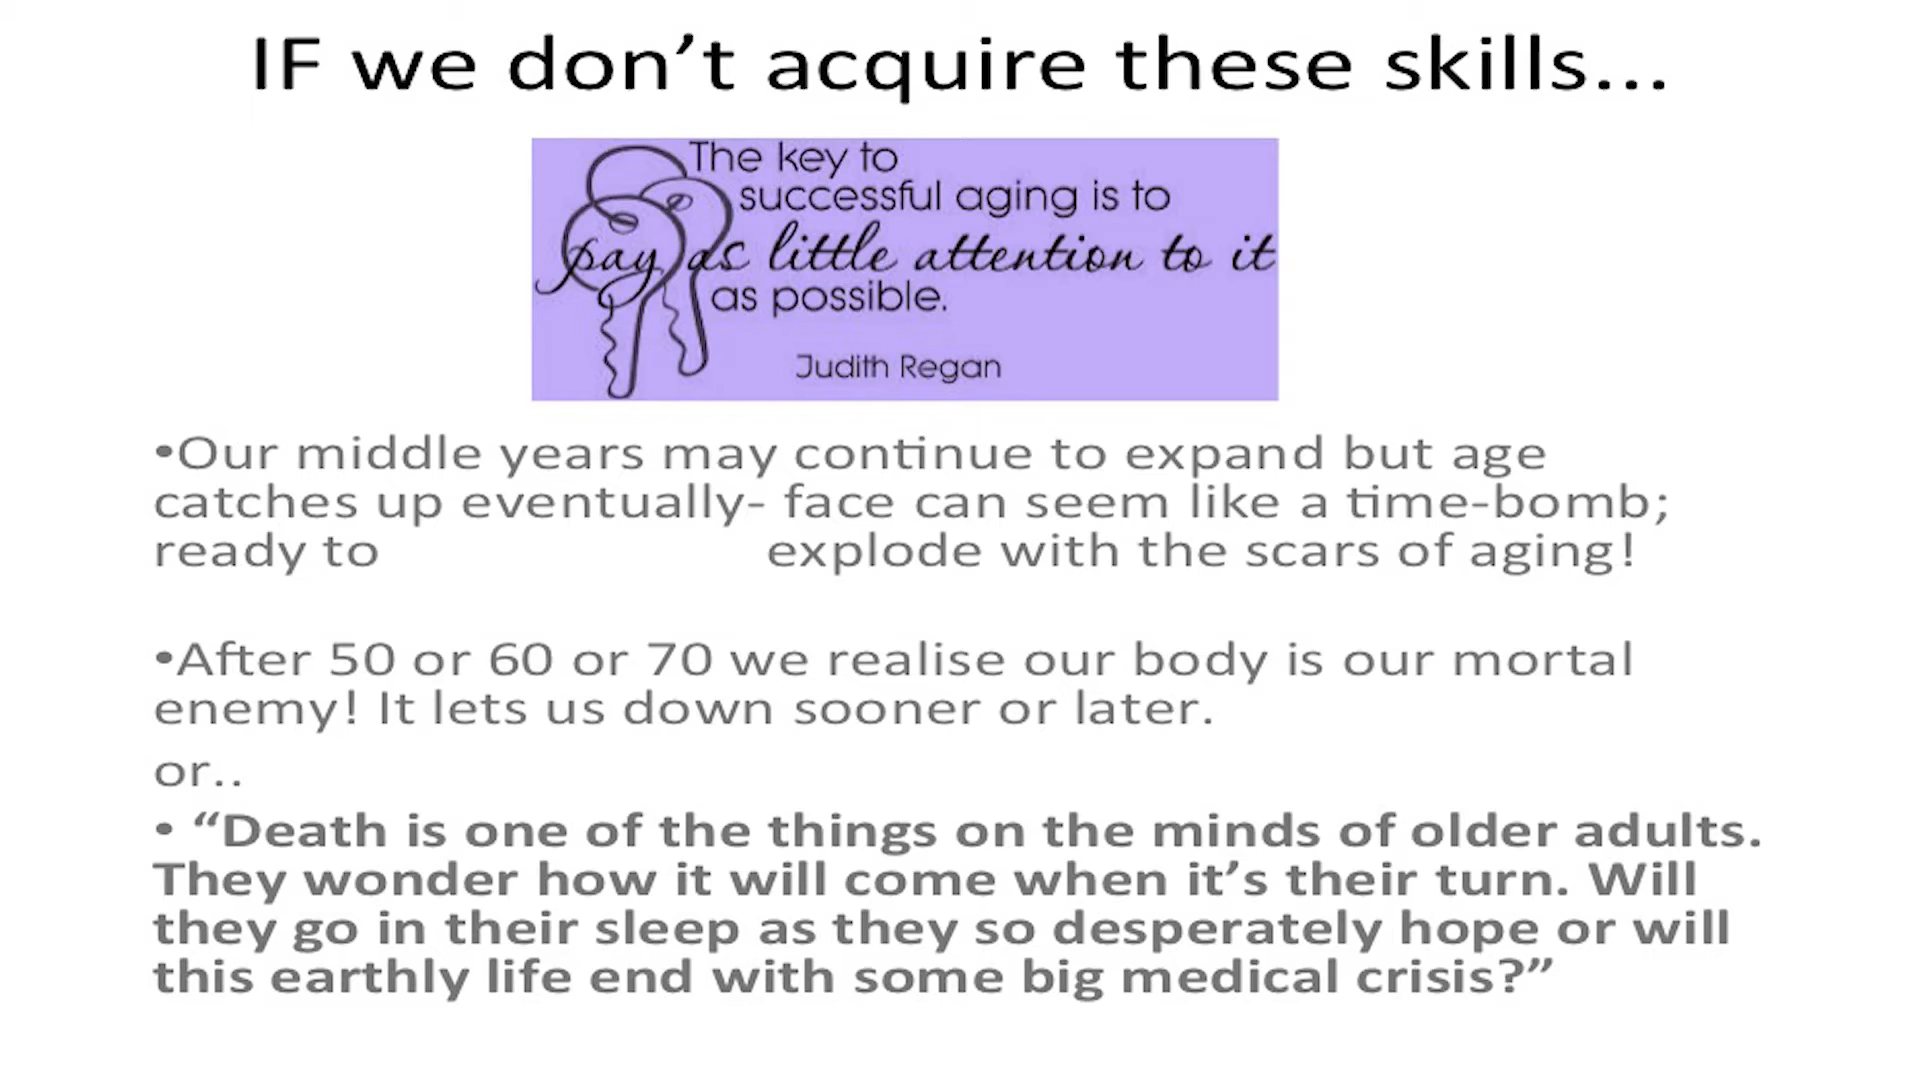 IF we don’t acquire these skills...
The key to
successful aging is to
pay as little attention to it
as possible.
Judith Regan
•Our middle years may continue to expand but age
catches up eventually- face can seem like a time-bomb;
ready to explode with the scars of aging!
•After 50 or 60 or 70 we realise our body is our mortal
enemy! It lets us down sooner or later.
or..
• “Death is one of the things on the minds of older adults.
They wonder how it will come when it’s their turn. Will
they go in their sleep as they so desperately hope or will
this earthly life end with some big medical crisis?”